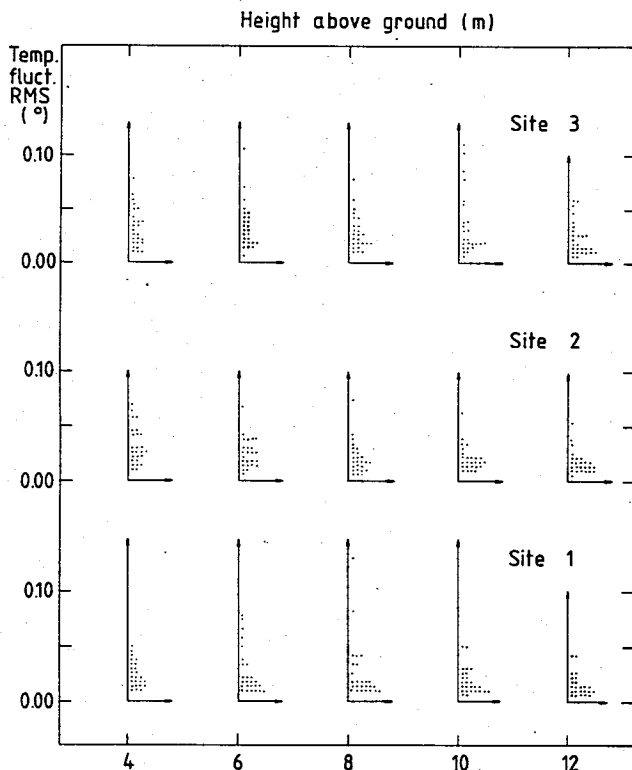 Height above ground (m)
Temp.
fluct.
RMS
(°)
Site 3
0.10
0.00
Site 2
0.10
0.00
Site 1
0.10
0.00
4 6 8 10 12